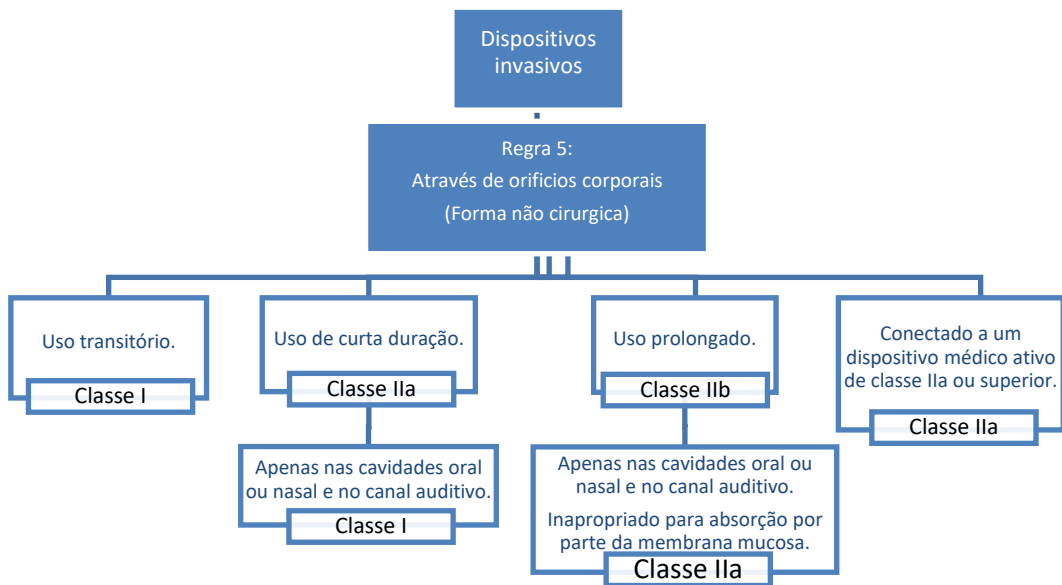 Dispositivos
invasivos
Regra 5:
Através de orificios corporais
(Forma não cirurgica)
Uso transitório.
Classe I
Uso de curta duração.
Classe IIa
Apenas nas cavidades oral
ou nasal e no canal auditivo.
Classe I
Uso prolongado.
Classe IIb
Apenas nas cavidades oral ou
nasal e no canal auditivo.
Inapropriado para absorção por
parte da membrana mucosa.
Classe IIa
Conectado a um
dispositivo médico ativo
de classe IIa ou superior.
Classe IIa